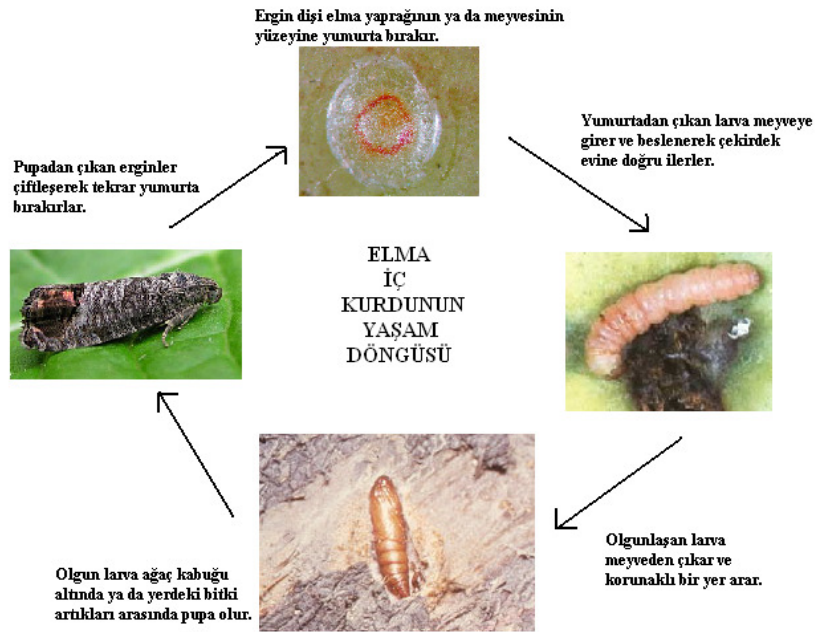 Ergin dişi elma yaprağının ya da meyvesinin
yüzeyine yumurta bırakır.
Yumurtadan çıkan larva meyveye
girer ve beslenerek çekirdek
evine doğru ilerler.
Pupadan çıkan erginler
çiftleşerek tekrar yumurta
bırakırlar.
ELMA
İÇ
KURDUNUN
YAŞAM
DÖNGÜSÜ
Olgunlaşan larva
meyveden çıkar ve
korunaklı bir yer arar.
Olgun larva ağaç kabuğu
altında ya da yerdeki bitki
artıkları arasında pupa olur.